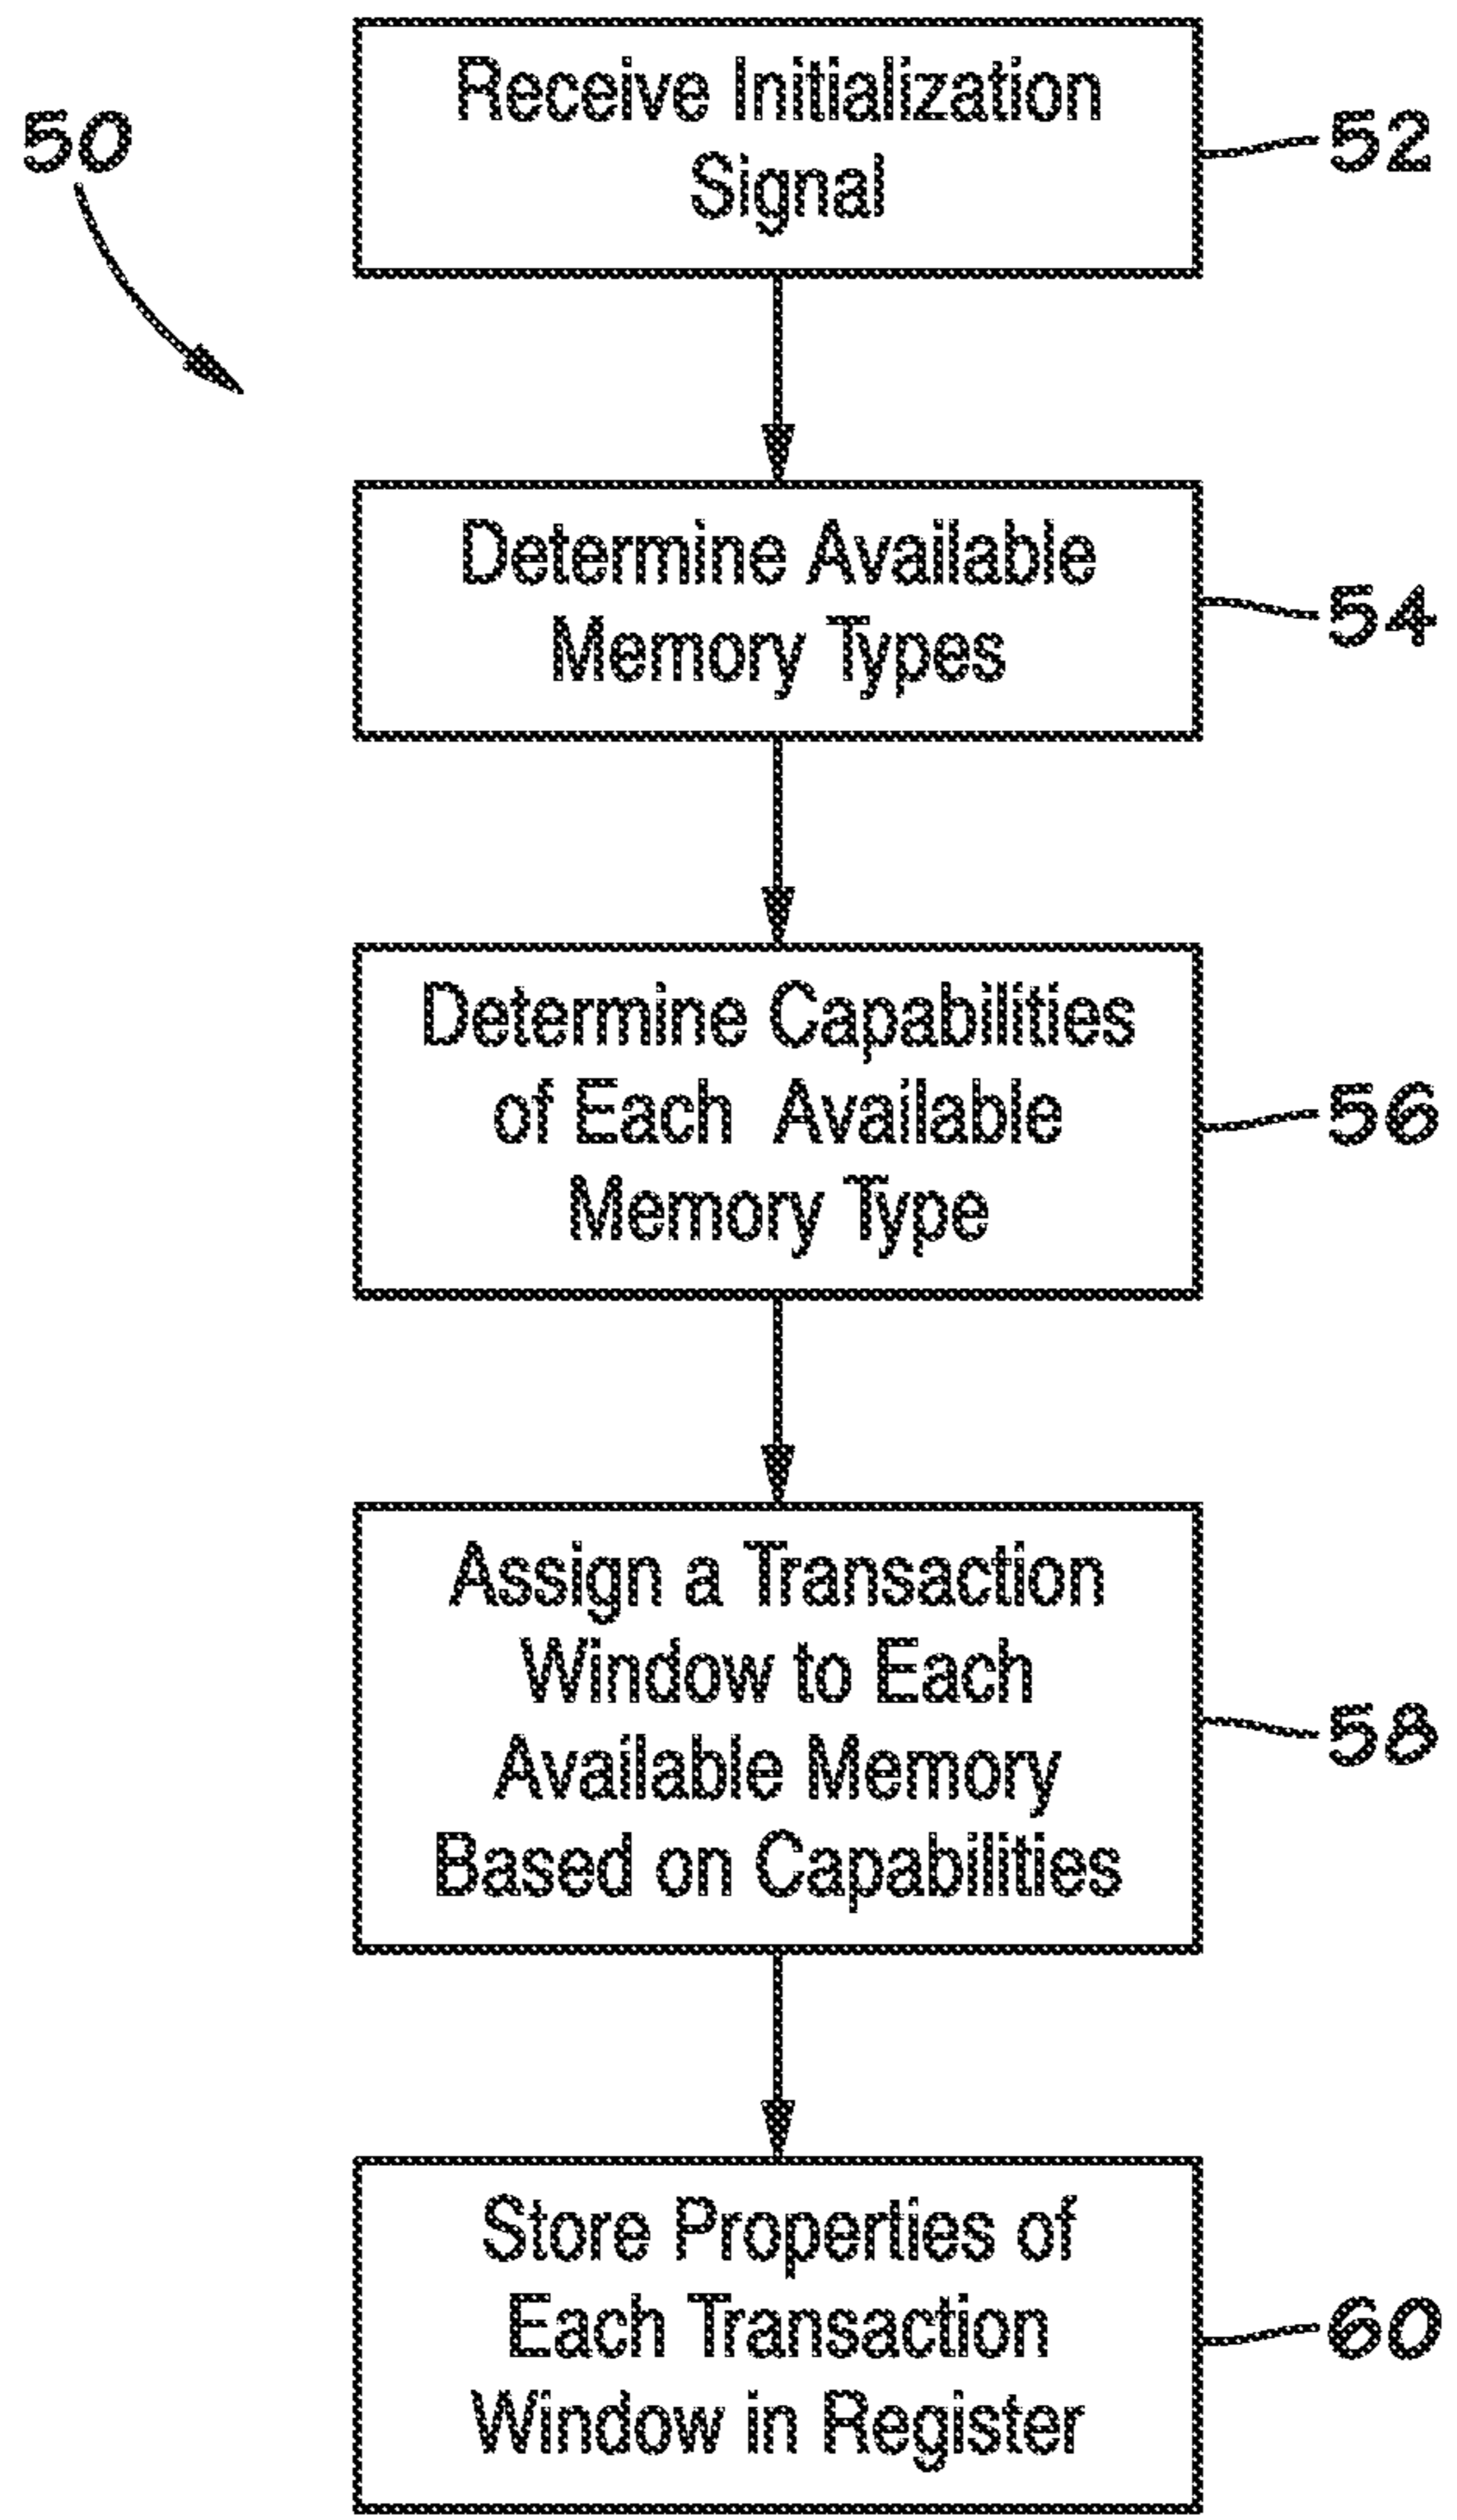 50
Receive Initialization
Signal
52
Determine Available
Memory Types
54
Determine Capabilities
of Each Available
Memory Type
56
Assign a Transaction
Window to Each
Available Memory
Based on Capabilities
58
Store Properties of
Each Transaction
Window in Register
60